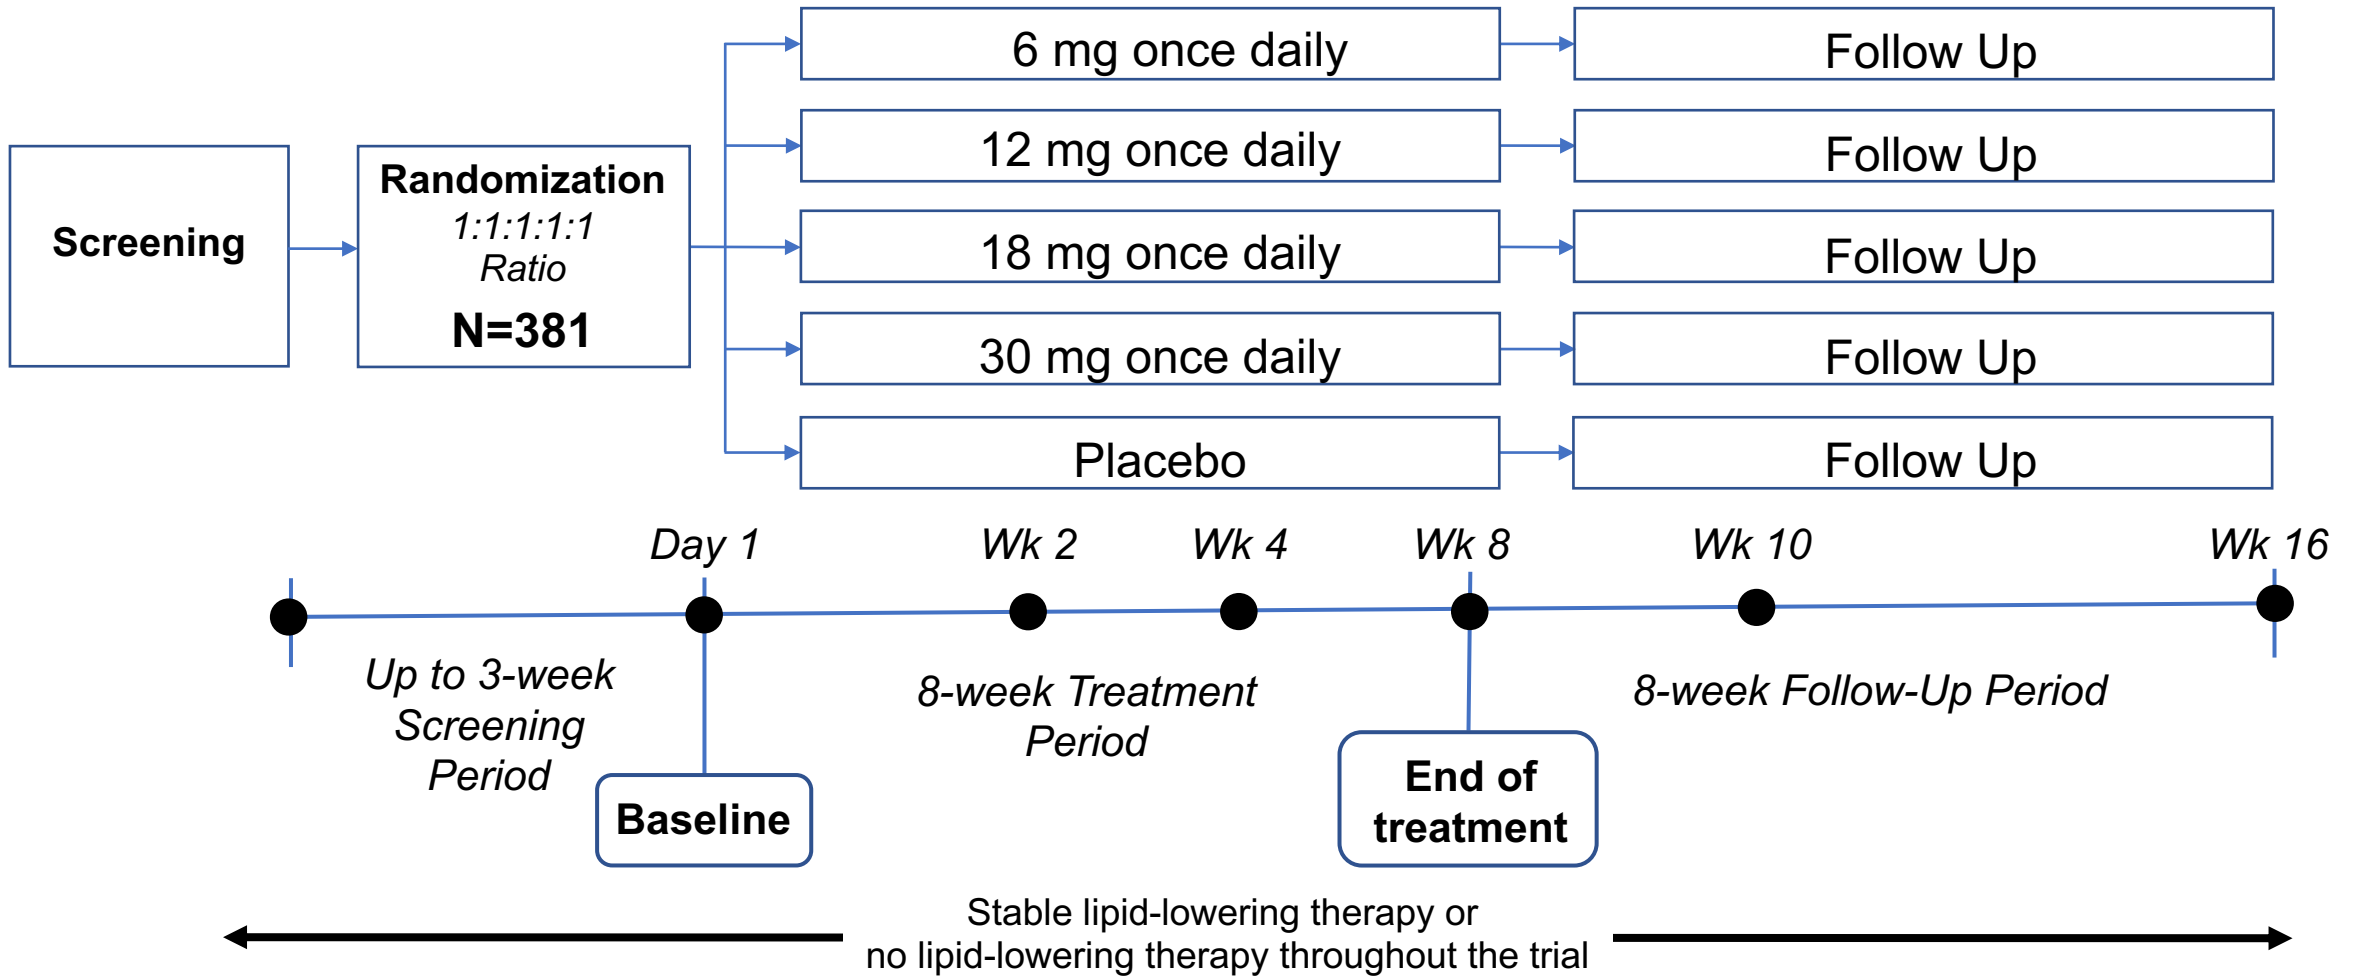 Screening
Randomization
1:1:1:1:1
Ratio
N=381
6 mg once daily
Follow Up
12 mg once daily
Follow Up
18 mg once daily
Follow Up
30 mg once daily
Follow Up
Placebo
Follow Up
Day 1
Wk 2
Wk 4
Wk 8
Wk 10
Wk 16
Up to 3-week
Screening
Period
8-week Treatment
Period
8-week Follow-Up Period
Baseline
End of
treatment
Stable lipid-lowering therapy or
no lipid-lowering therapy throughout the trial